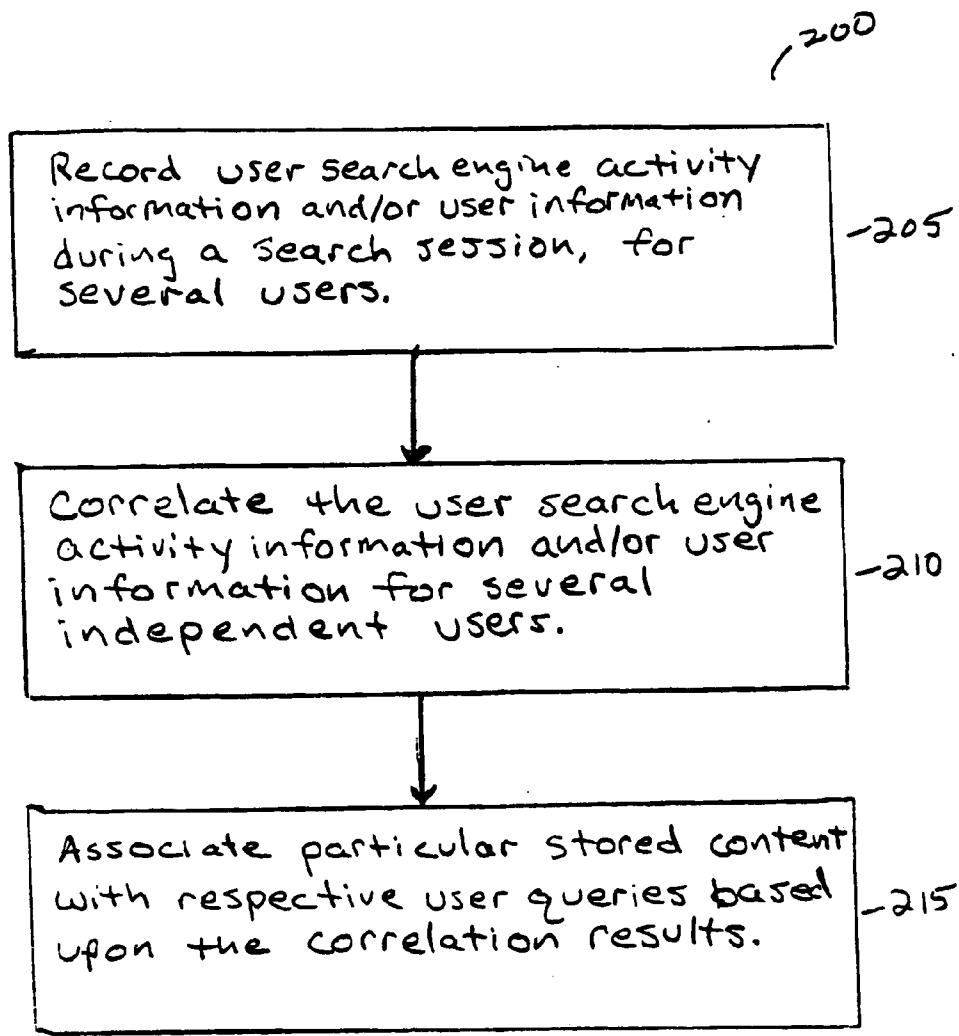 200
Record user search engine activity
information and/or user information
during a search session, for
several users.
-205
Correlate the user search engine
activity information and/or user
information for several
independent users.
-210
Associate particular stored content
with respective user queries based
upon the correlation results.
-215